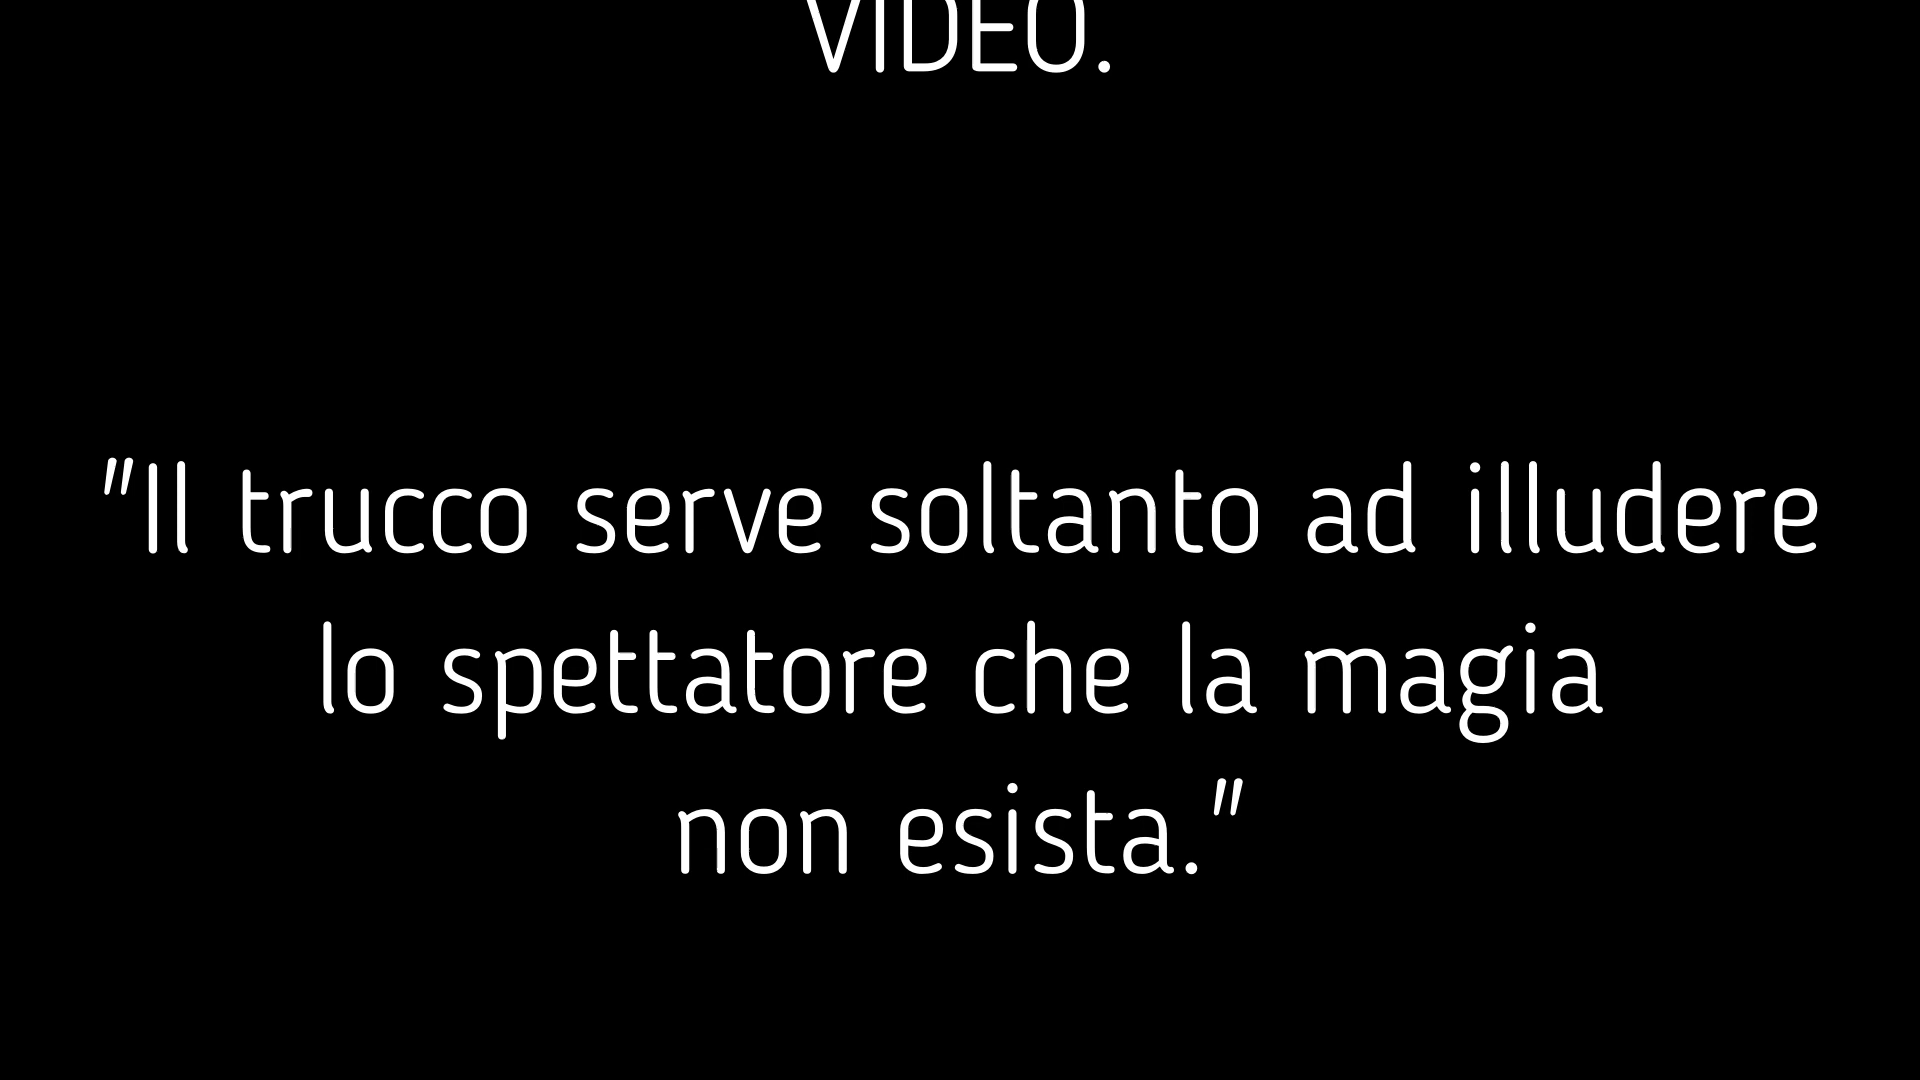 VIDEO.
"Il trucco serve soltanto ad illudere
lo spettatore che la magia
non esista."